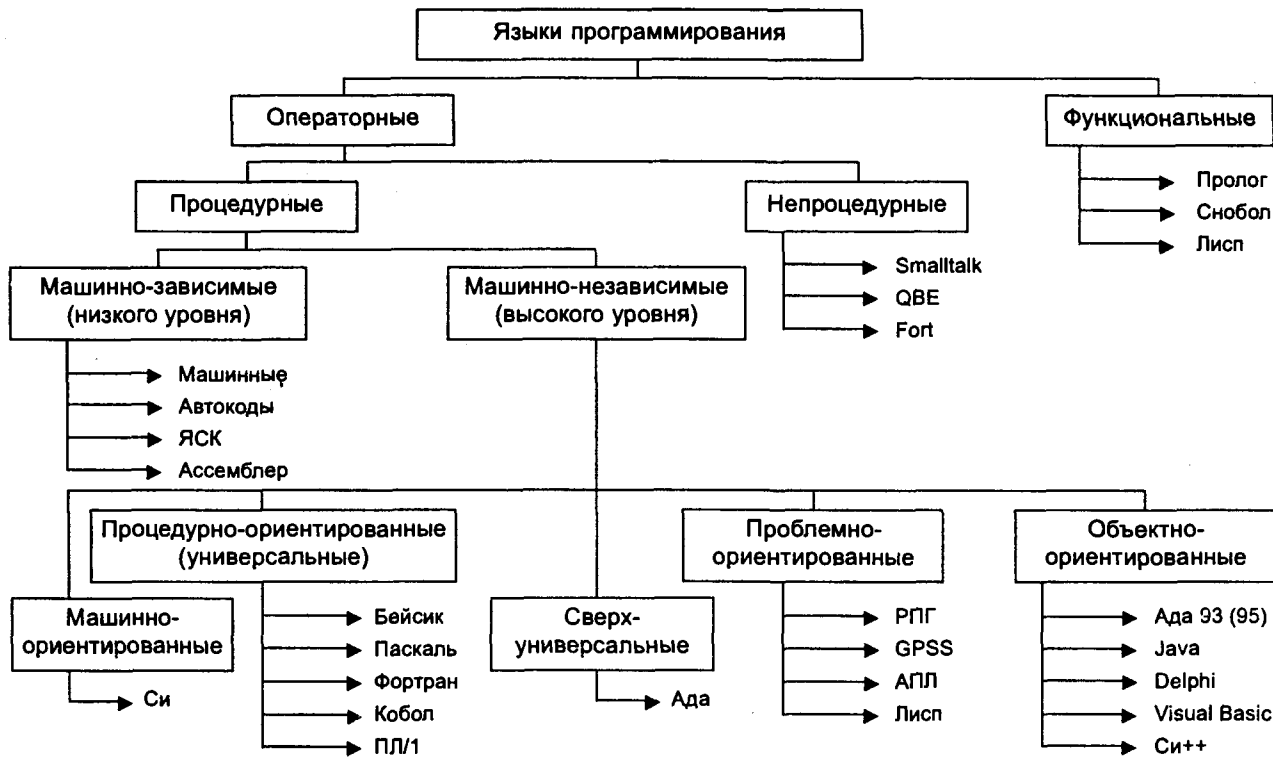 Языки программирования
Операторные
Функциональные
Пролог
Снобол
Лисп
Процедурные
Непроцедурные
Smalltalk
QBE
Fort
Машинно-зависимые
(низкого уровня)
Машинно-независимые
(высокого уровня)
Машинные
Автокоды
ЯСК
Ассемблер
Процедурно-ориентированные
(универсальные)
Проблемно-
ориентированные
Объектно-
ориентированные
Машинно-
ориентированные
Си
Бейсик
Паскаль
Фортран
Кобол
ПЛ/1
Сверх-
универсальные
Ада
РПГ
GPSS
АПЛ
Лисп
Ада 93 (95)
Java
Delphi
Visual Basic
Си++